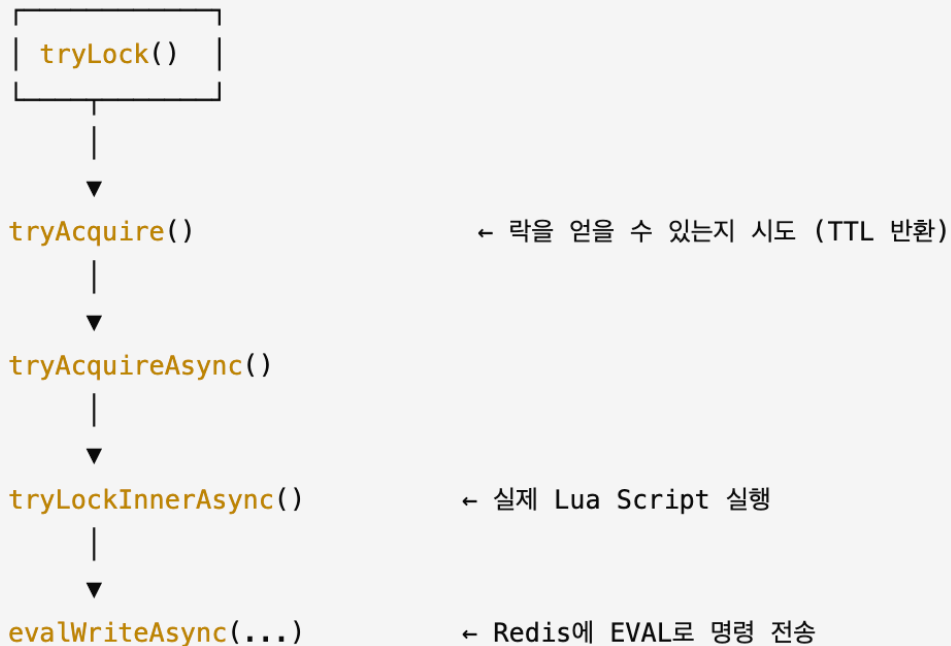 tryLock()
▼
tryAcquire() ← 락을 얻을 수 있는지 시도 (TTL 반환)
▼
tryAcquireAsync()
▼
tryLockInnerAsync() ← 실제 Lua Script 실행
▼
evalWriteAsync(...) ← Redis에 EVAL로 명령 전송